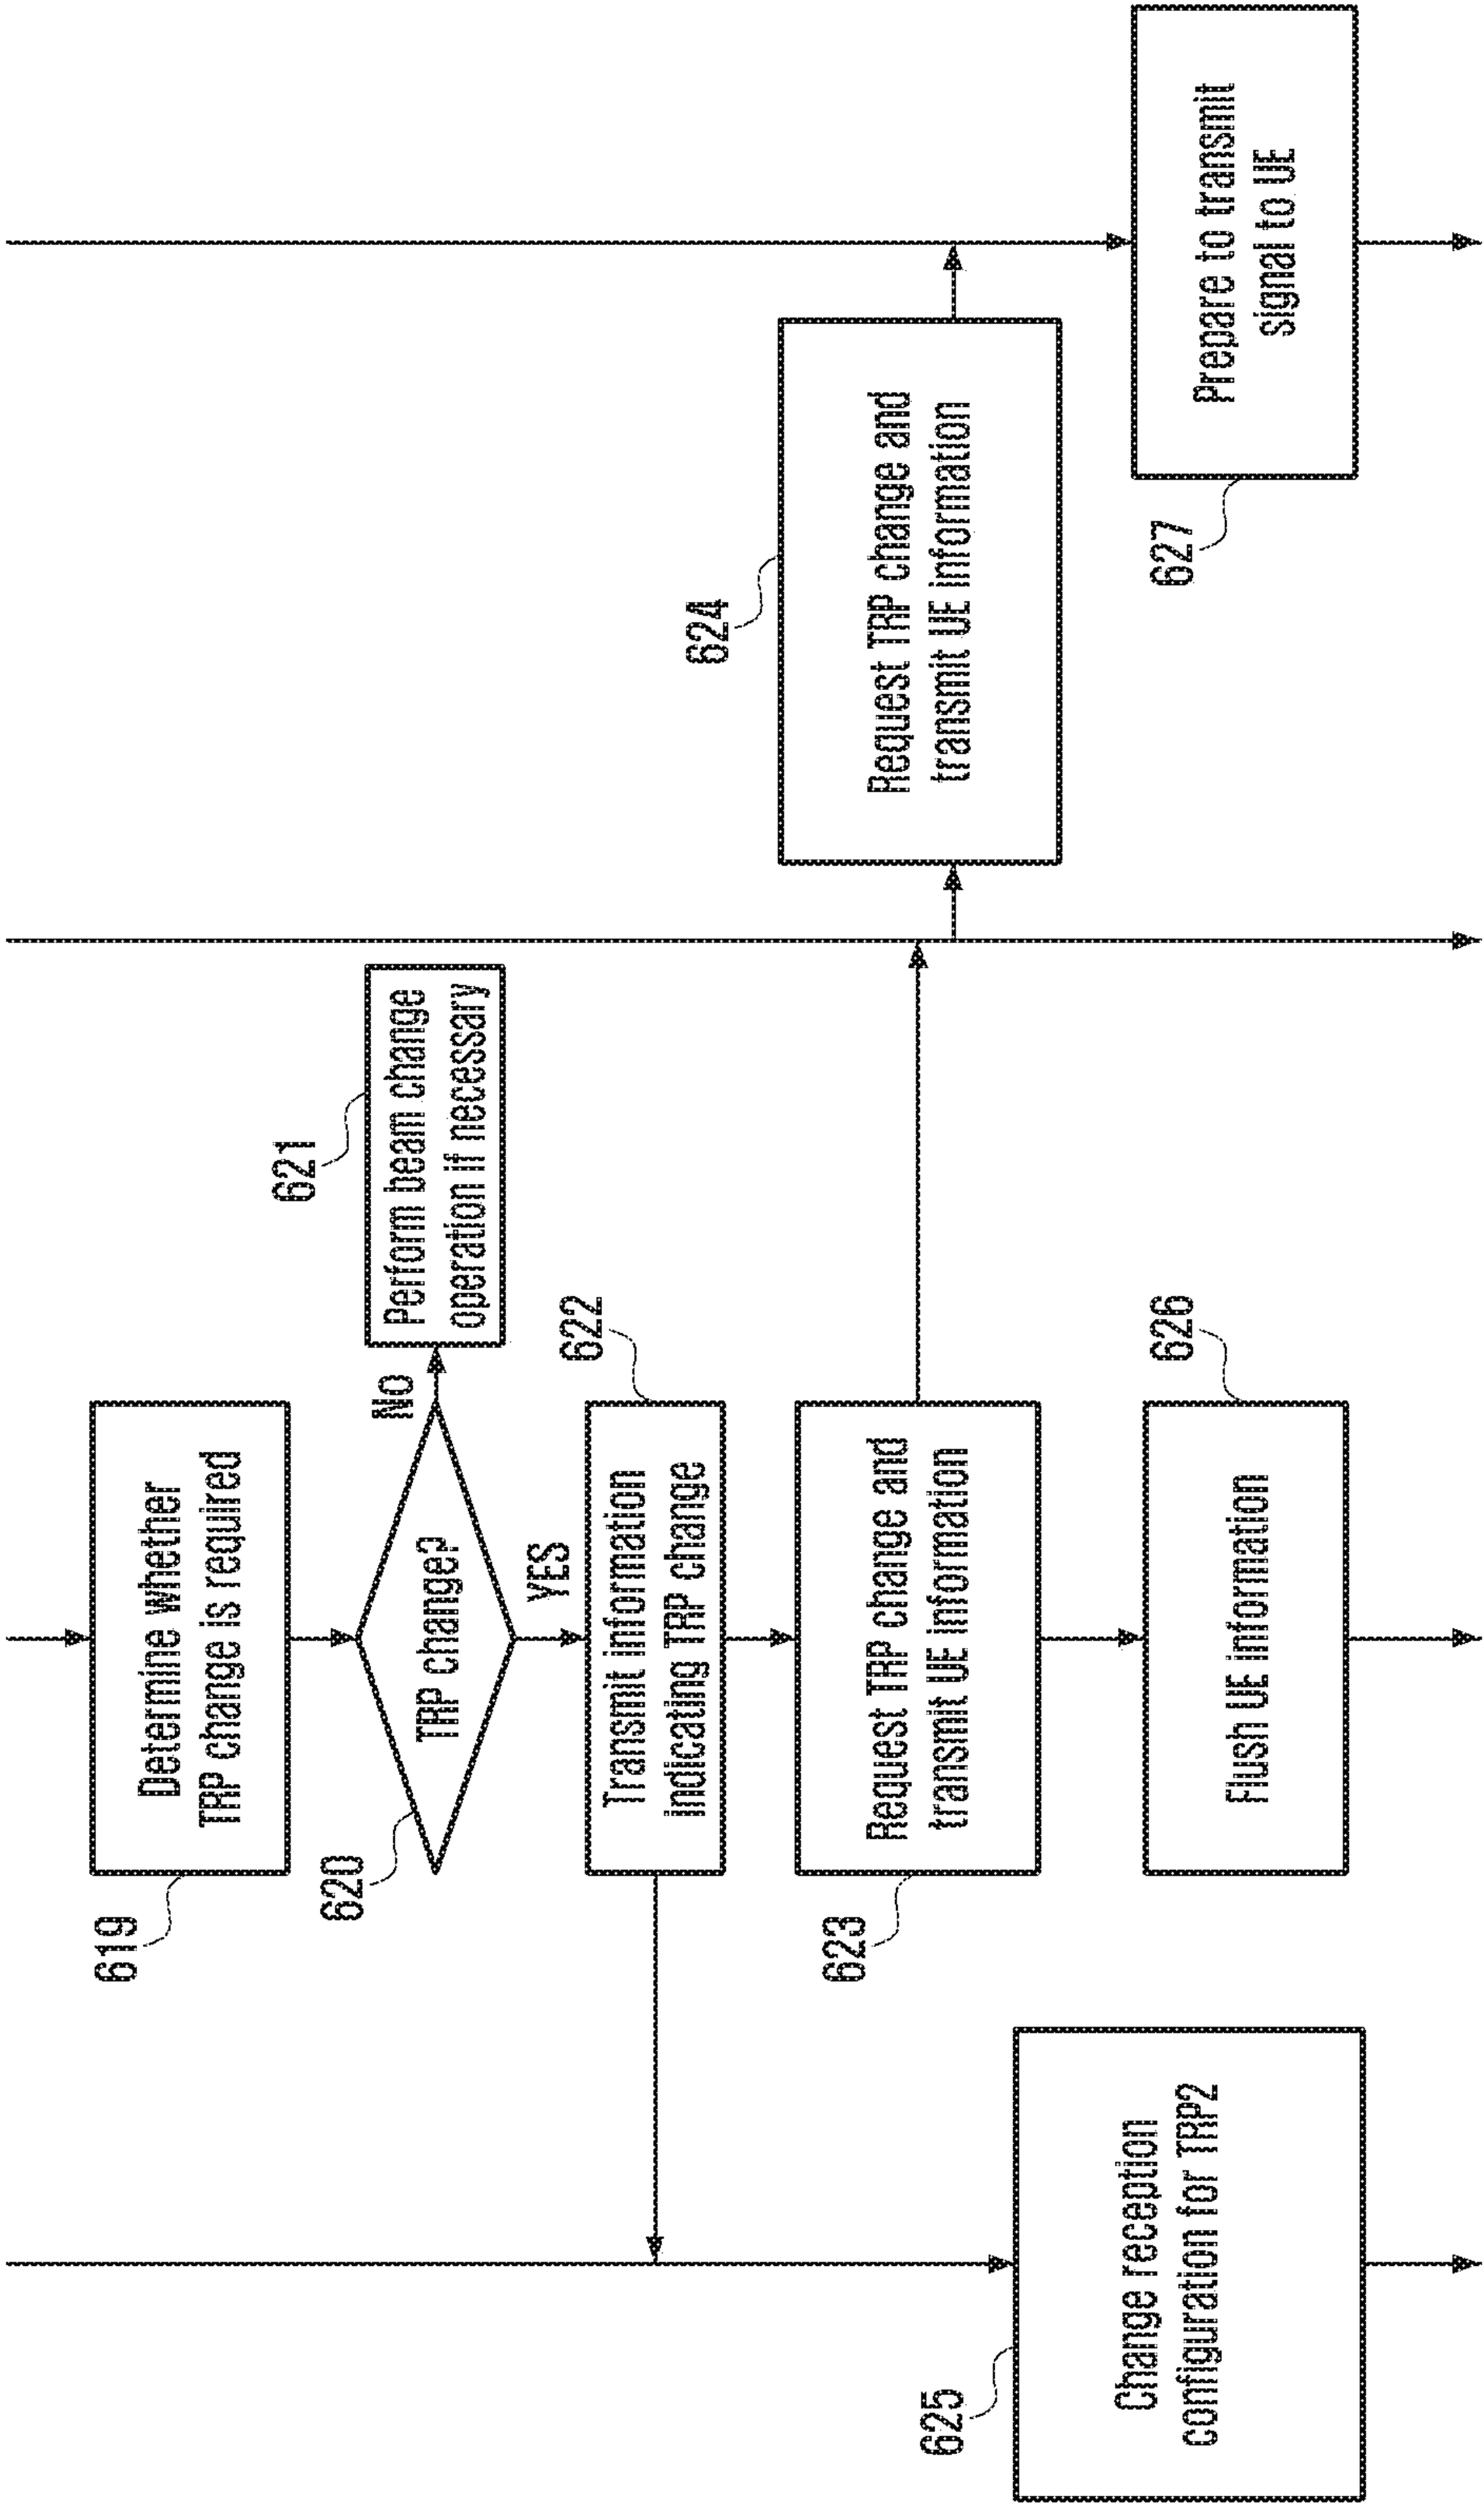 619
Determine whether
TRP change is required
620
TRP change?
No
YES
621
Perform beam change
operation if necessary
622
Transmit information
indicating TRP change
623
Request TRP change and
transmit UE information
624
Request TRP change and
transmit UE information
625
Change reception
configuration for TRP2
626
Flush UE information
627
Prepare to transmit
signal to UE